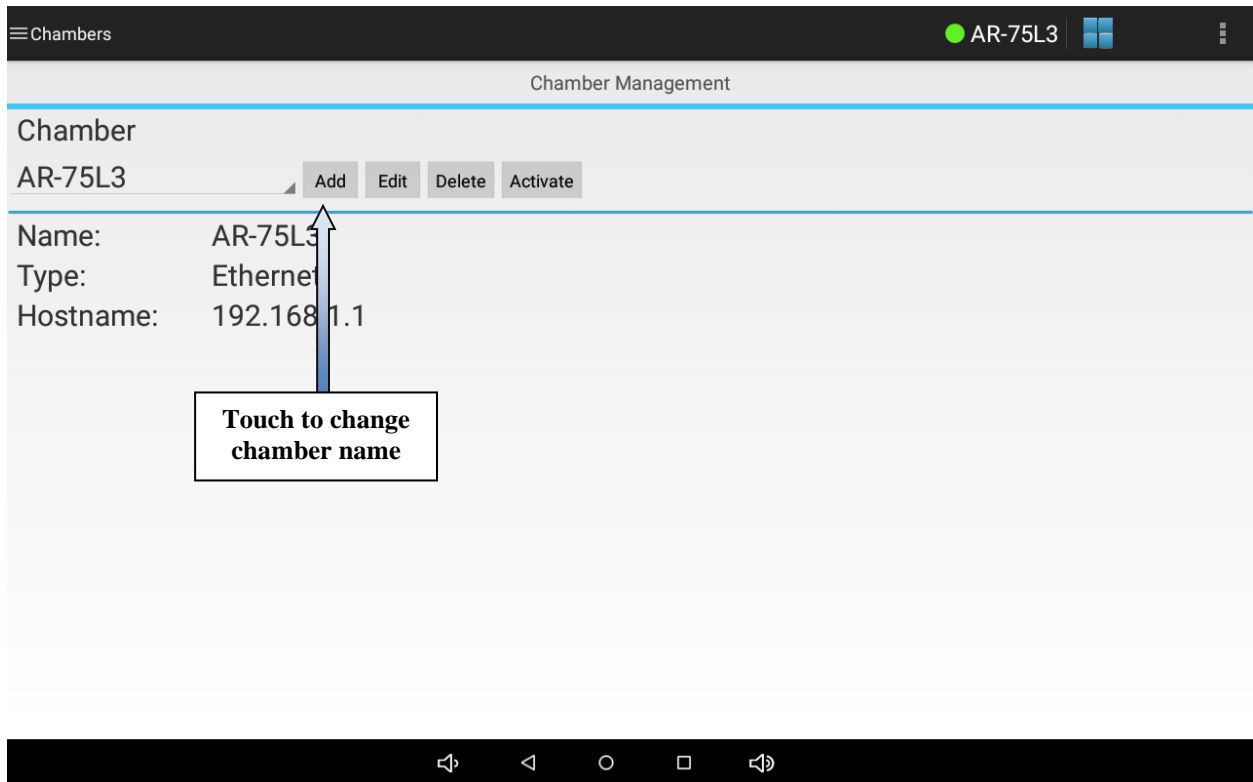 Chambers
AR-75L3
Chamber Management
Chamber
AR-75L3
Add Edit Delete Activate
Name: AR-75L3
Type: Ethernet
Hostname: 192.168.1.1
Touch to change
chamber name